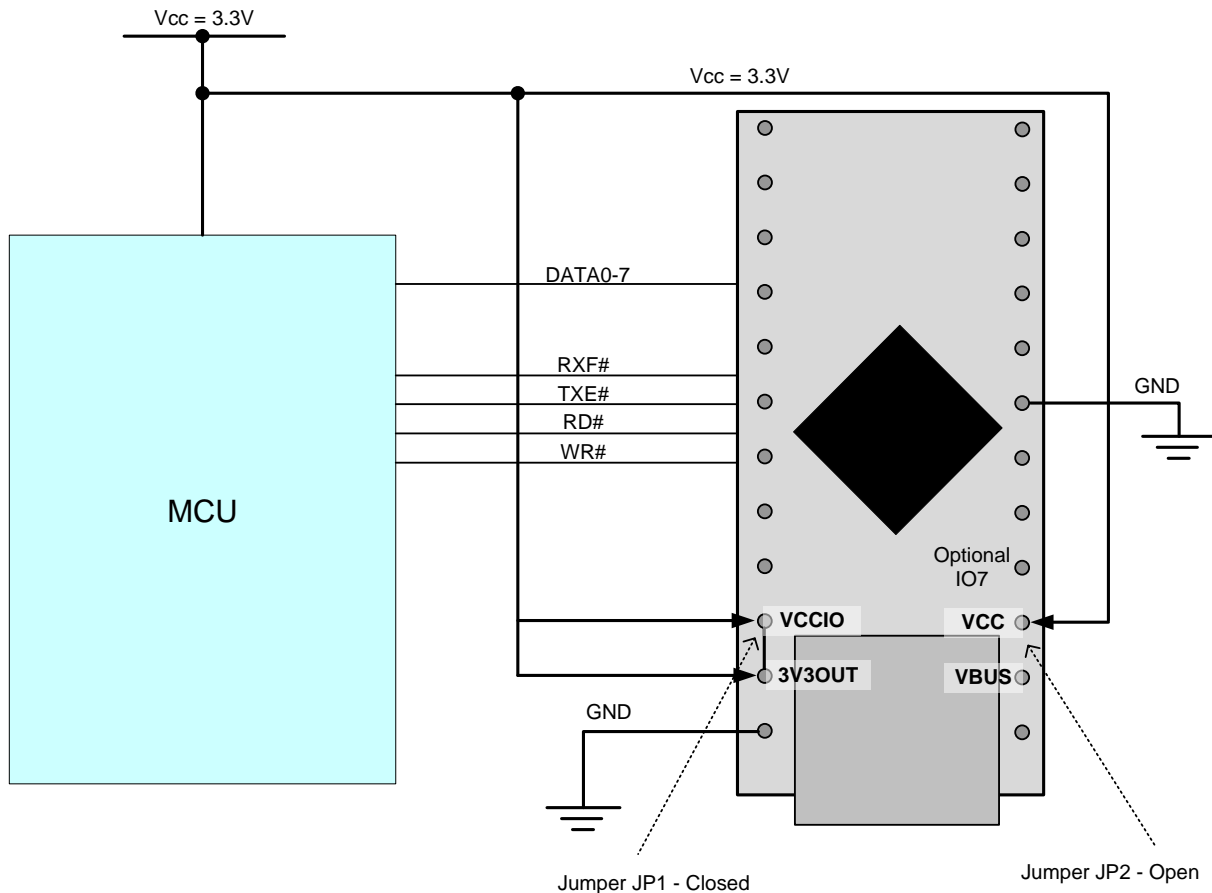 Vcc = 3.3V
Vcc = 3.3V
DATA0-7
RXF#
TXE#
RD#
WR#
MCU
GND
Optional
IO7
VCCIO
VCC
3V3OUT
VBUS
GND
Jumper JP1 - Closed
Jumper JP2 - Open